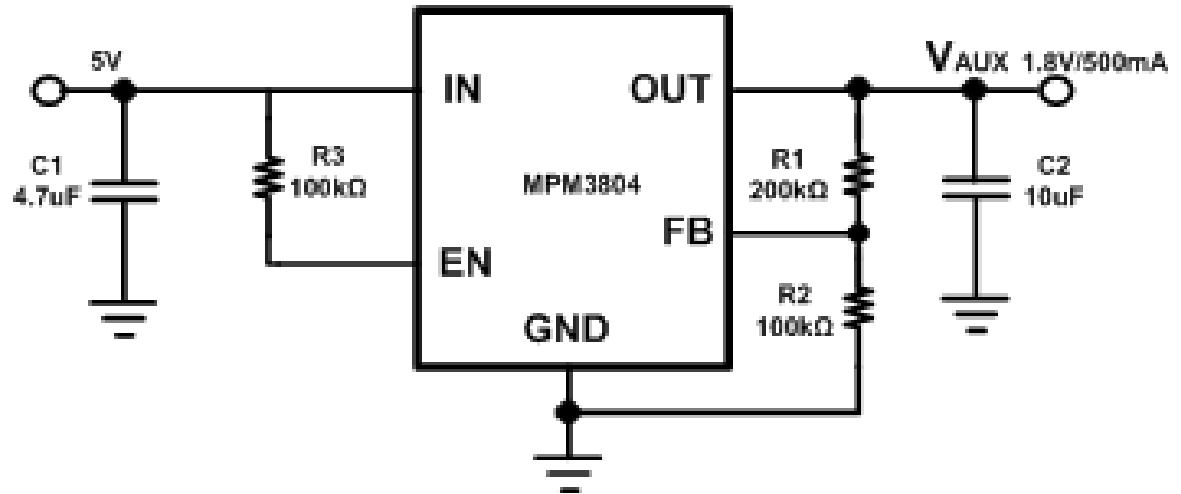 5V
VAUX 1.8V/500mA
IN
OUT
C1
4.7uF
R3
100kΩ
MPM3804
R1
200kΩ
C2
10uF
FB
EN
R2
100kΩ
GND